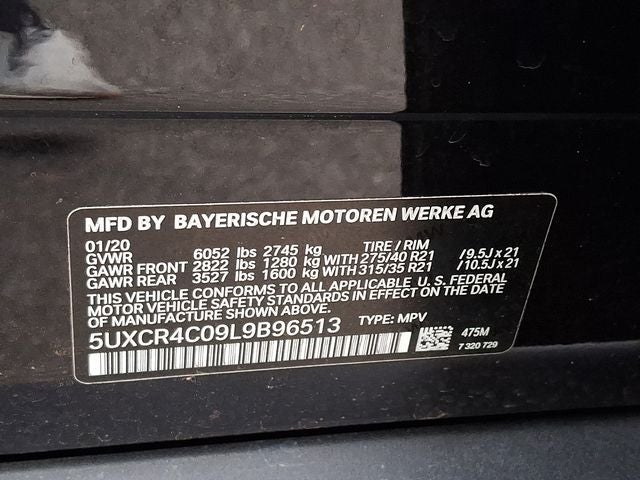 MFD BY BAYERISCHE MOTOREN WERKE AG
01/20
GVWR 6052 lbs 2745 kg TIRE / RIM
GAWR FRONT 2822 lbs 1280 kg WITH 275/40 R21 /9.5J x 21
GAWR REAR 3527 lbs 1600 kg WITH 315/35 R21 /10.5J x 21
THIS VEHICLE CONFORMS TO ALL APPLICABLE U. S. FEDERAL
MOTOR VEHICLE SAFETY STANDARDS IN EFFECT ON THE DATE
OF MANUFACTURE SHOWN ABOVE.
5UXCR4C09L9B96513 TYPE: MPV
475M
7 320 729